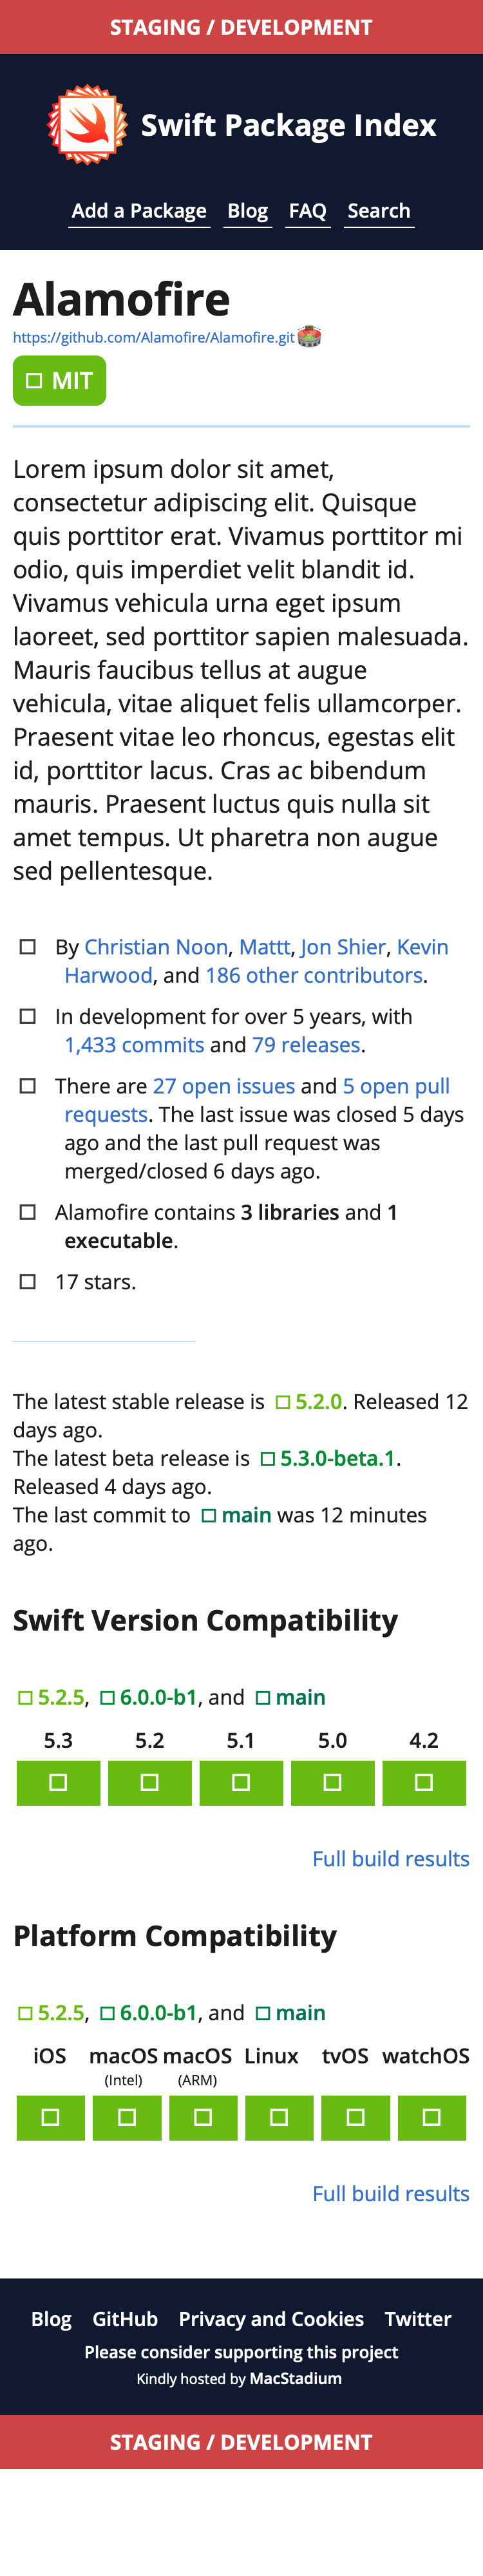 STAGING / DEVELOPMENT
Swift Package Index
Add a Package Blog FAQ Search
Alamofire
https://github.com/Alamofire/Alamofire.git
MIT
Lorem ipsum dolor sit amet,
consectetur adipiscing elit. Quisque
quis porttitor erat. Vivamus porttitor mi
odio, quis imperdiet velit blandit id.
Vivamus vehicula urna eget ipsum
laoreet, sed porttitor sapien malesuada.
Mauris faucibus tellus at augue
vehicula, vitae aliquet felis ullamcorper.
Praesent vitae leo rhoncus, egestas elit
id, porttitor lacus. Cras ac bibendum
mauris. Praesent luctus quis nulla sit
amet tempus. Ut pharetra non augue
sed pellentesque.
By Christian Noon, Mattt, Jon Shier, Kevin
Harwood, and 186 other contributors.
In development for over 5 years, with
1,433 commits and 79 releases.
There are 27 open issues and 5 open pull
requests. The last issue was closed 5 days
ago and the last pull request was
merged/closed 6 days ago.
Alamofire contains 3 libraries and 1
executable.
17 stars.
The latest stable release is 5.2.0. Released 12
days ago.
The latest beta release is 5.3.0-beta.1.
Released 4 days ago.
The last commit to main was 12 minutes
ago.
Swift Version Compatibility
5.2.5, 6.0.0-b1, and main
5.3 5.2 5.1 5.0 4.2
Full build results
Platform Compatibility
5.2.5, 6.0.0-b1, and main
iOS macOS macOS Linux tvOS watchOS
(Intel) (ARM)
Full build results
Blog GitHub Privacy and Cookies Twitter
Please consider supporting this project
Kindly hosted by MacStadium
STAGING / DEVELOPMENT